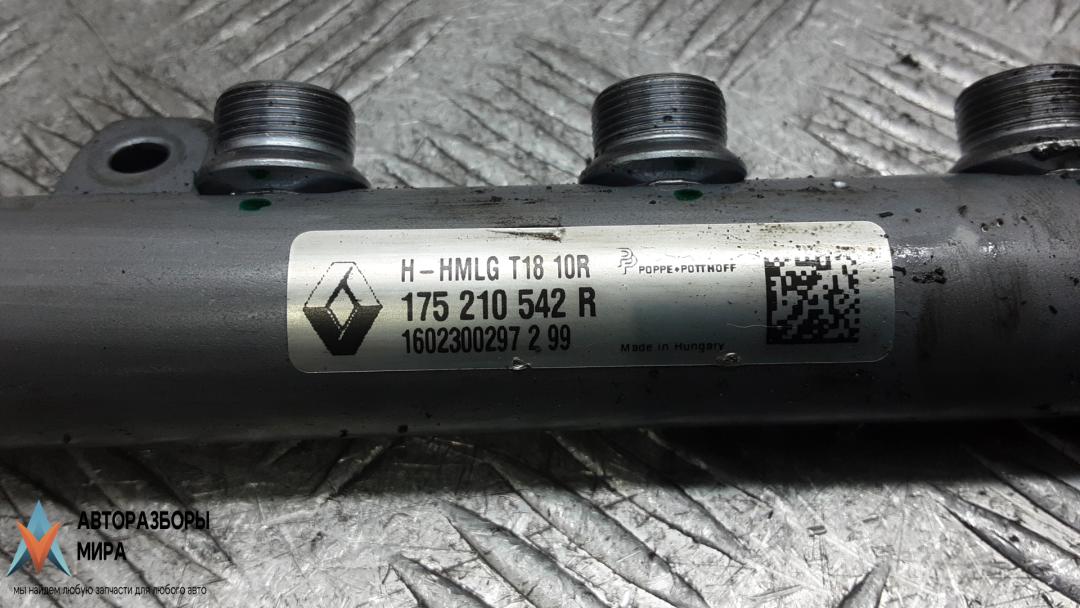 H-HMLG T18 10R
175 210 542 R
1602300297 2 99
POPPE+POTTHOFF
Made in Hungary
АВТОРАЗБОРЫ
МИРА
мы найдем любую запчасти для любого авто